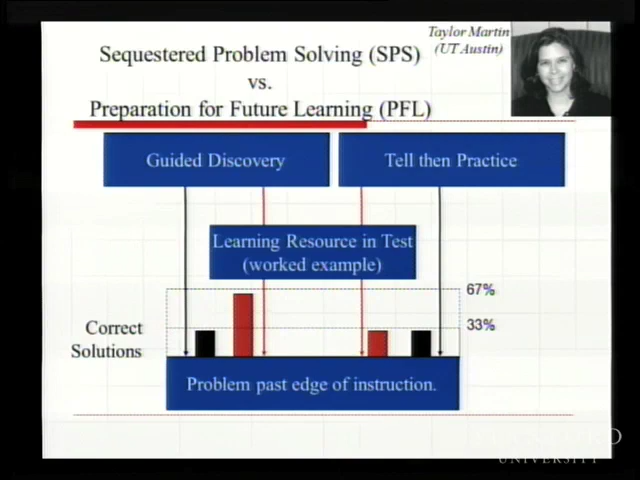 Taylor Martin
(UT Austin)
Sequestered Problem Solving (SPS)
vs.
Preparation for Future Learning (PFL)
Guided Discovery
Tell then Practice
Learning Resource in Test
(worked example)
67%
33%
Correct
Solutions
Problem past edge of instruction.
UNIVERSITY